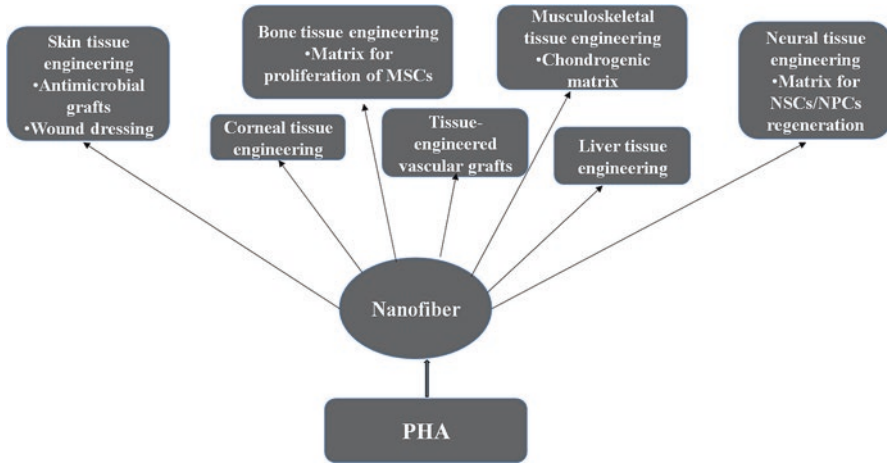 Skin tissue
engineering
•Antimicrobial
grafts
•Wound dressing
Bone tissue engineering
•Matrix for
proliferation of MSCs
Musculoskeletal
tissue engineering
•Chondrogenic
matrix
Neural tissue
engineering
• Matrix for
NSCs/NPCs
regeneration
Corneal tissue
engineering
Tissue-
engineered
vascular grafts
Liver tissue
engineering
Nanofiber
PHA